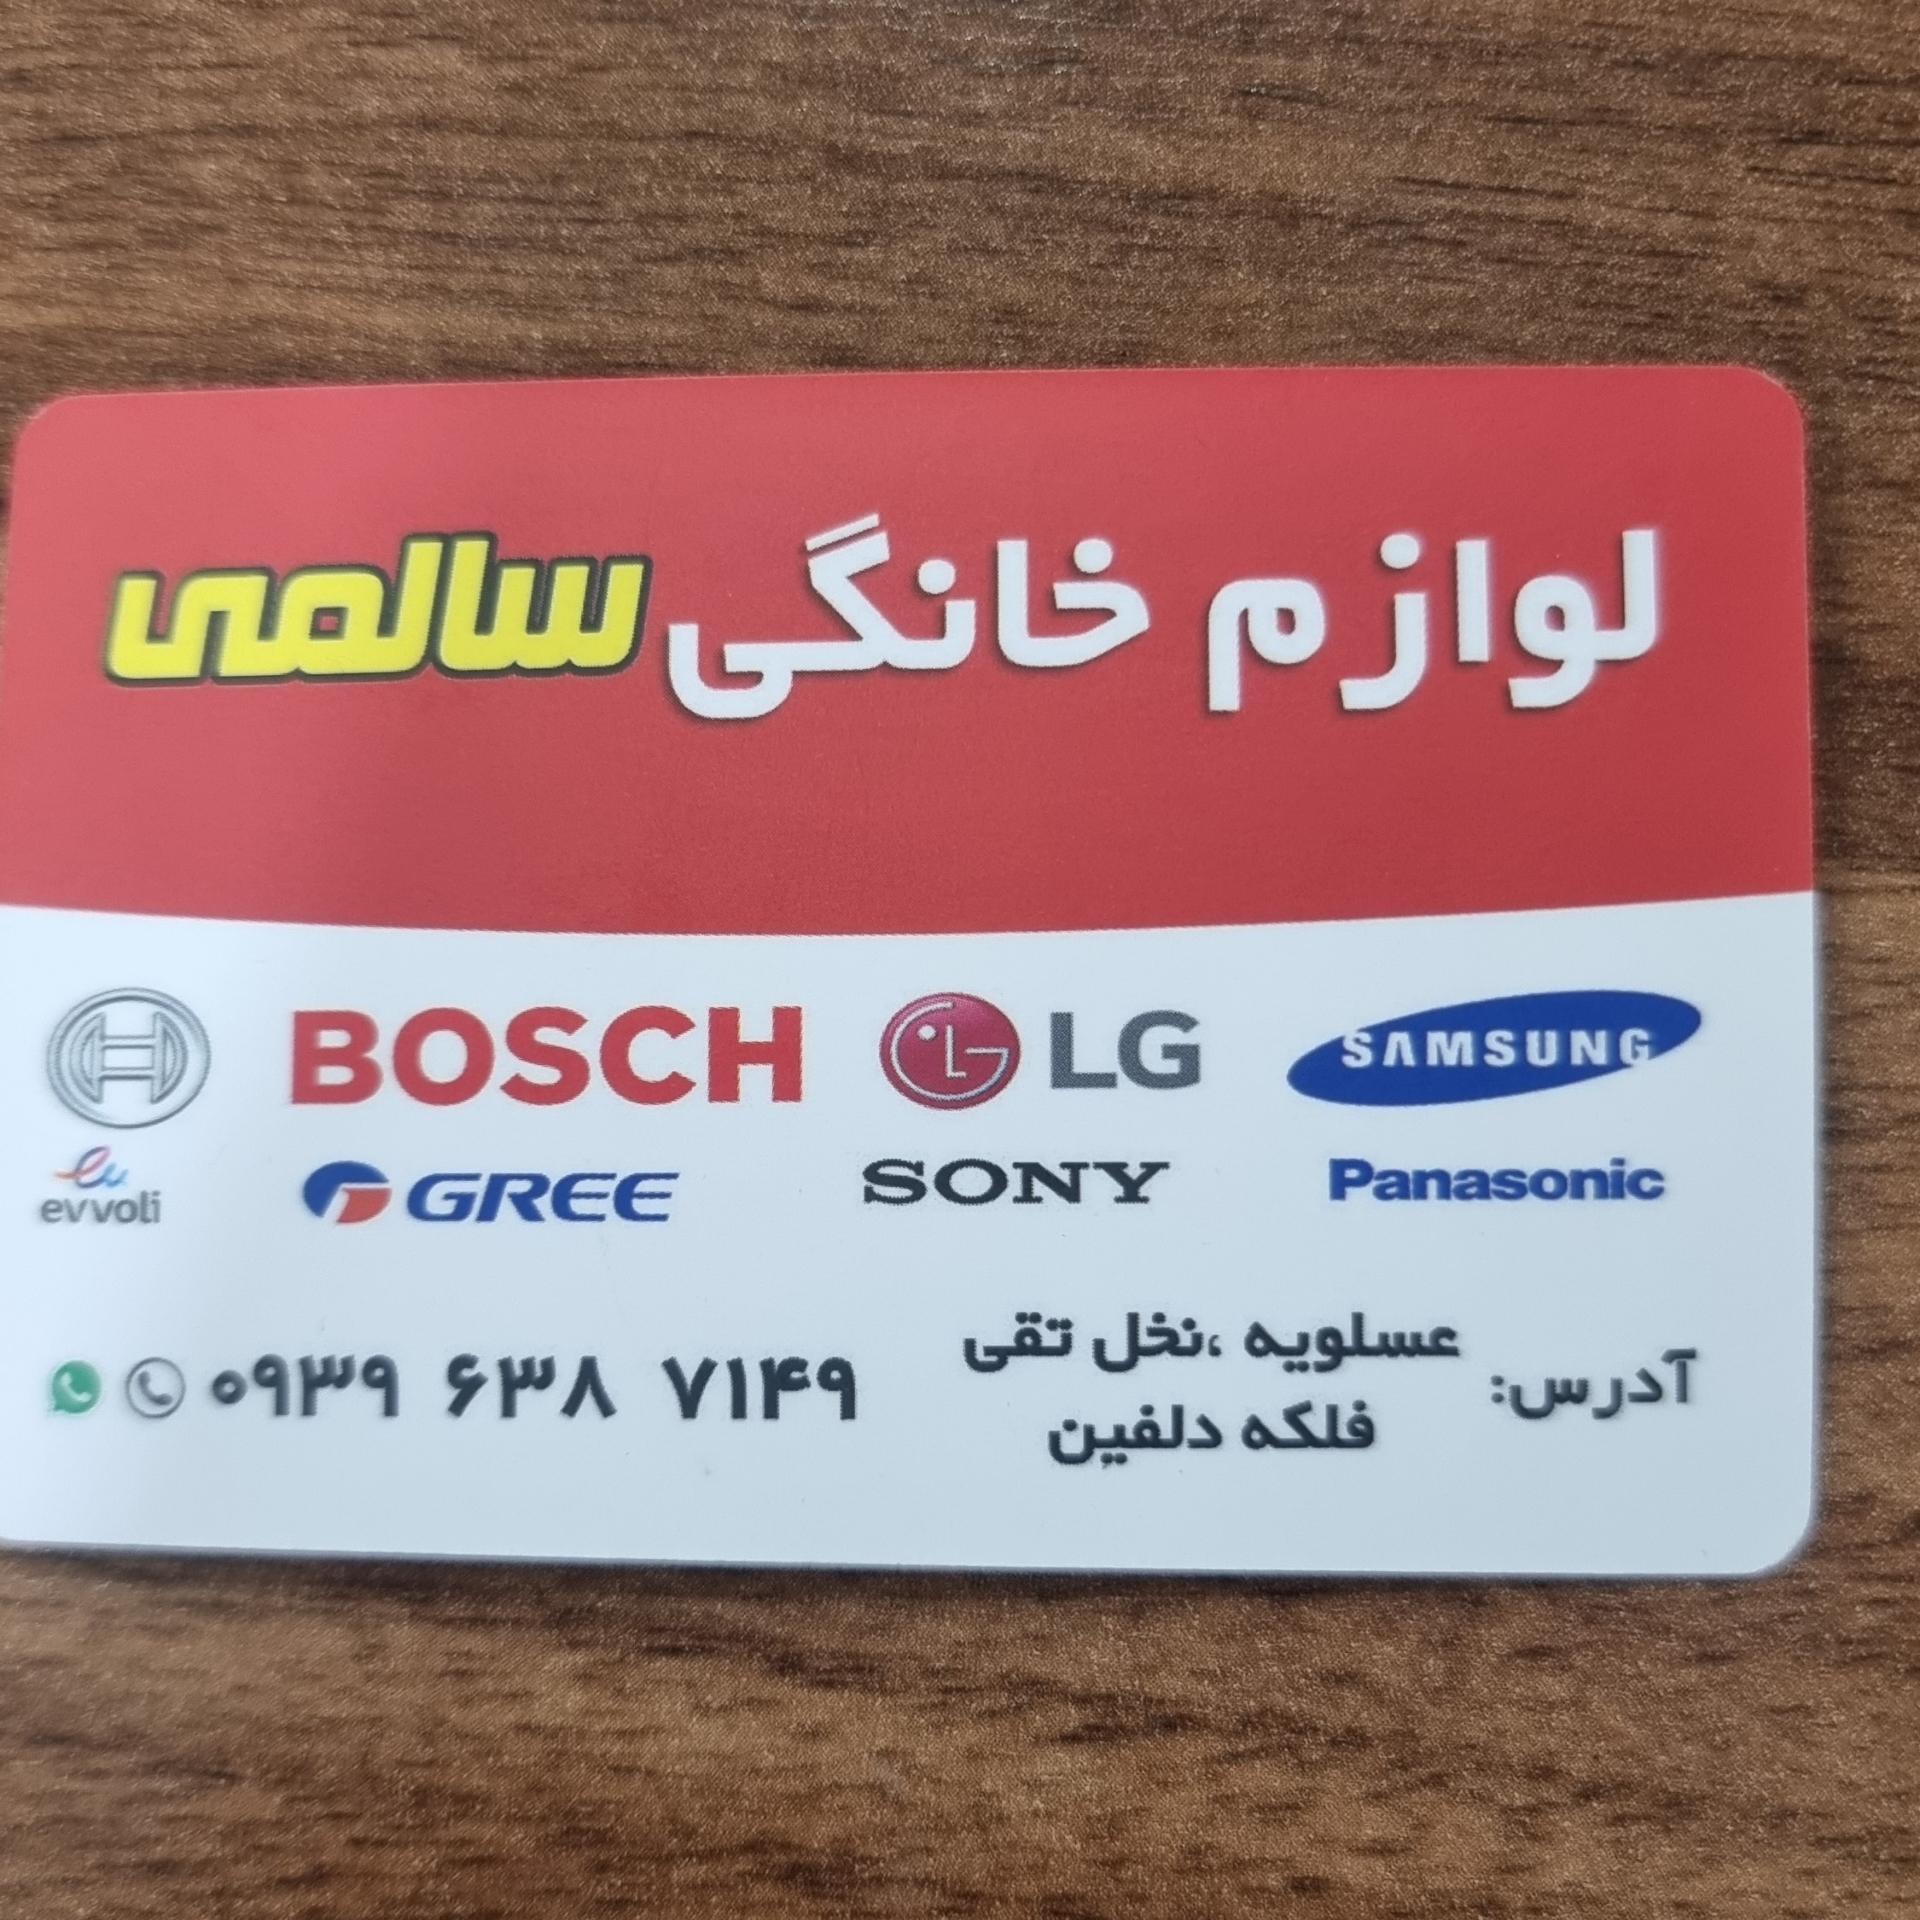 لوازم خانگی سالمی
BOSCH LG SAMSUNG
evvoli GREE SONY Panasonic
آدرس: عسلویه ،نخل تقی
فلکه دلفین
۰۹۳۹ ۶۳۸ ۷۱۴۹